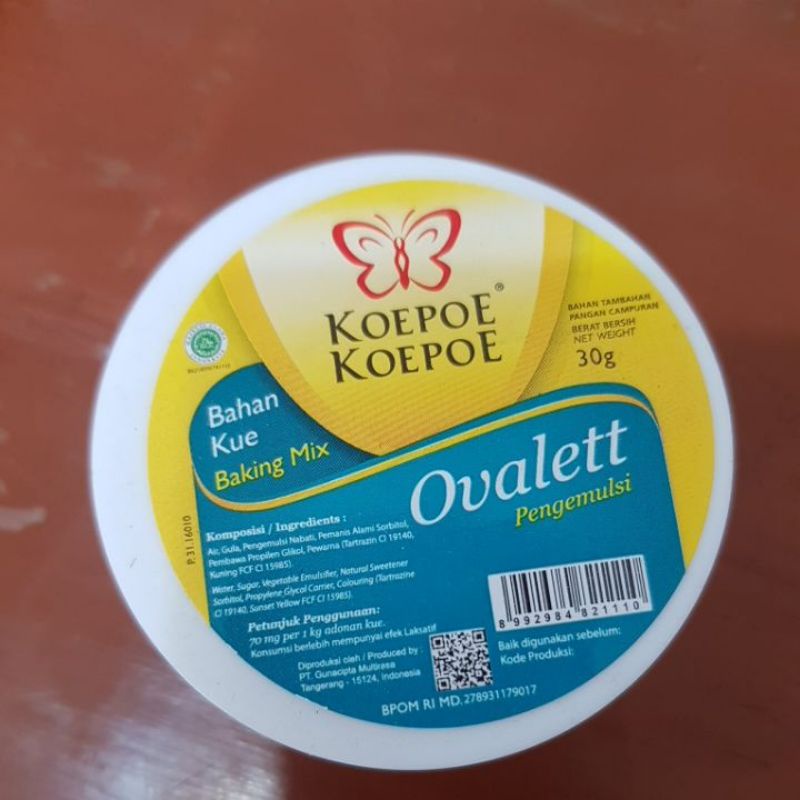 KOEPOE ®
KOEPOE
BAHAN TAMBAHAN
PANGAN CAMPURAN
BERAT BERSIH
NET WEIGHT
30g
Bahan
Kue
Baking Mix
Ovalett
Pengemulsi
P.31.16010
Komposisi / Ingredients :
Air, Gula, Pengemulsi Nabati, Pemanis Alami Sorbitol,
Pembawa Propilen Glikol, Pewarna (Tartrazin CI 19140,
Kuning FCF CI 15985).
Water, Sugar, Vegetable Emulsifier, Natural Sweetener
Sorbitol, Propylene Glycol Carrier, Colouring (Tartrazine
CI 19140, Sunset Yellow FCF CI 15985).
Petunjuk Penggunaan:
70 mg per 1 kg adonan kue.
Konsumsi berlebih mempunyai efek Laksatif
Diproduksi oleh / Produced by :
PT. Gunacipta Multirasa
Tangerang - 15124, Indonesia
8 992984 821110
Baik digunakan sebelum:
Kode Produksi:
BPOM RI MD. 278931179017